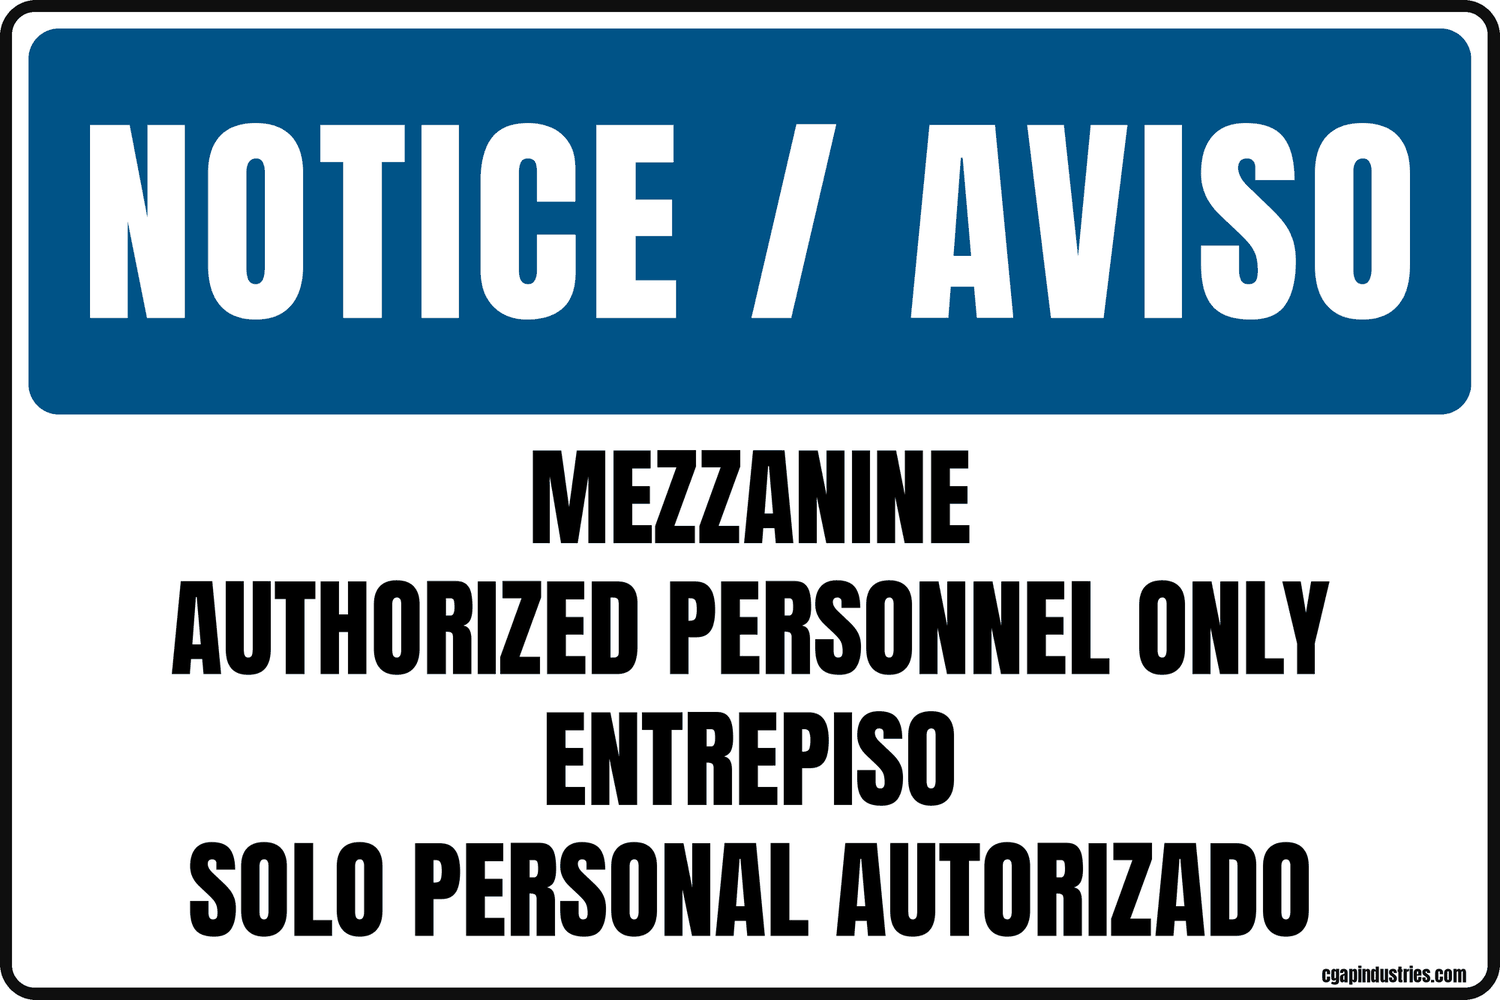 NOTICE / AVISO
MEZZANINE
AUTHORIZED PERSONNEL ONLY
ENTREPISO
SOLO PERSONAL AUTORIZADO
cgapindustries.com